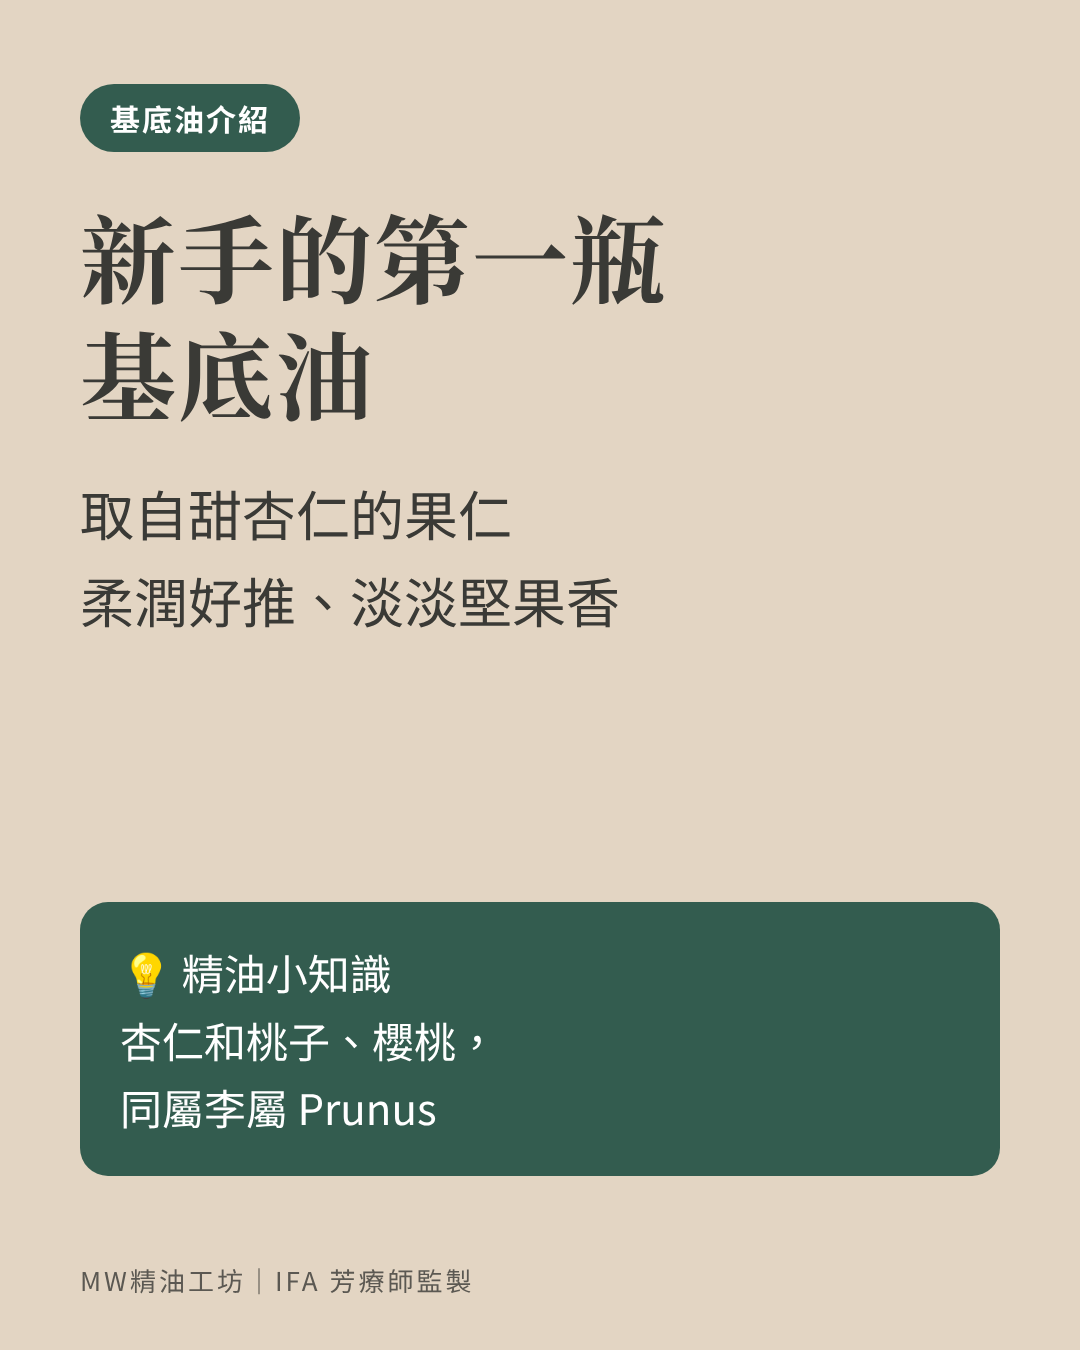 基底油介紹
新手的第一瓶
基底油
取自甜杏仁的果仁
柔潤好推、淡淡堅果香
💡 精油小知識
杏仁和桃子、櫻桃，
同屬李屬 Prunus
MW精油工坊｜IFA 芳療師監製